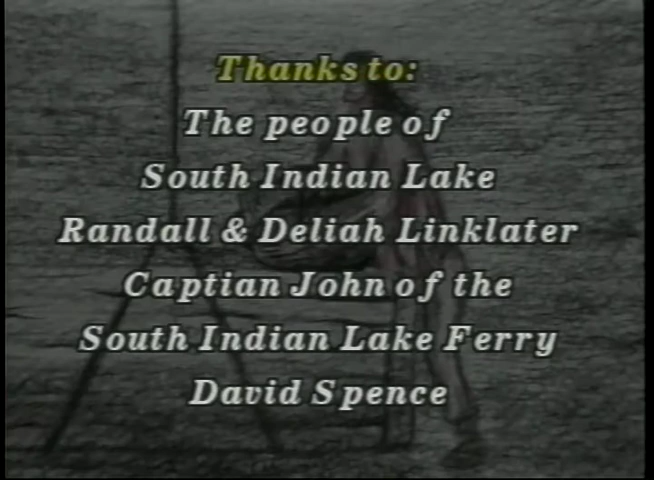 Thanks to:
The people of
South Indian Lake
Randall & Deliah Linklater
Captian John of the
South Indian Lake Ferry
David Spence